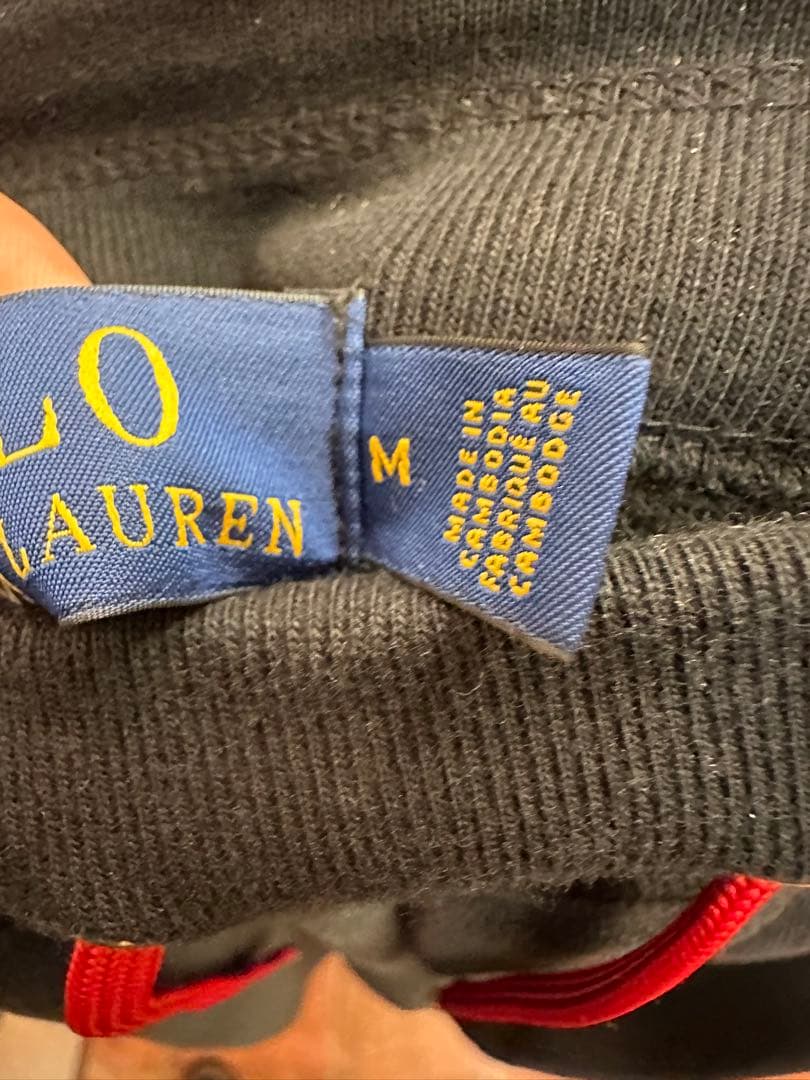 LO
LAUREN
M
MADE IN
CAMBODIA
FABRIQUÉ AU
CAMBODGE